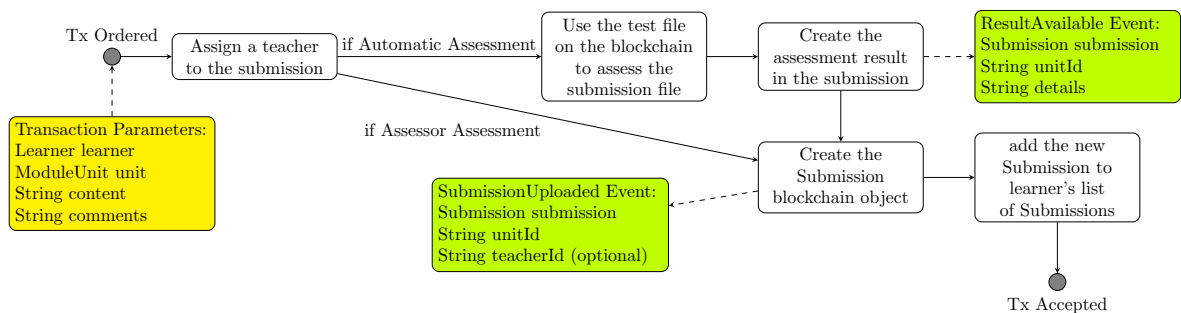 Tx Ordered
Assign a teacher
to the submission
if Automatic Assessment
Use the test file
on the blockchain
to assess the
submission file
Create the
assessment result
in the submission
ResultAvailable Event:
Submission submission
String unitId
String details
Transaction Parameters:
Learner learner
ModuleUnit unit
String content
String comments
if Assessor Assessment
Create the
Submission
blockchain object
add the new
Submission to
learner's list
of Submissions
SubmissionUploaded Event:
Submission submission
String unitId
String teacherId (optional)
Tx Accepted